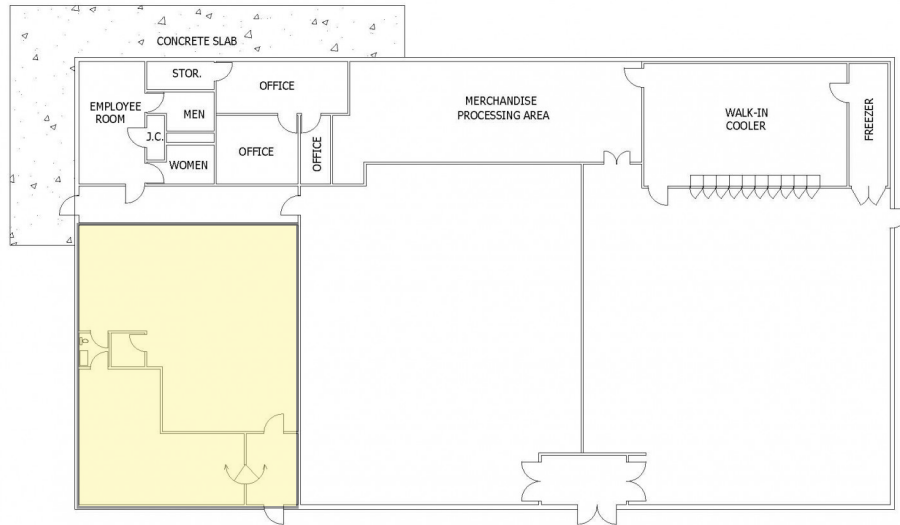 CONCRETE SLAB
STOR.
OFFICE
EMPLOYEE
ROOM
MEN
J.C.
WOMEN
OFFICE
OFFICE
MERCHANDISE
PROCESSING AREA
WALK-IN
COOLER
FREEZER